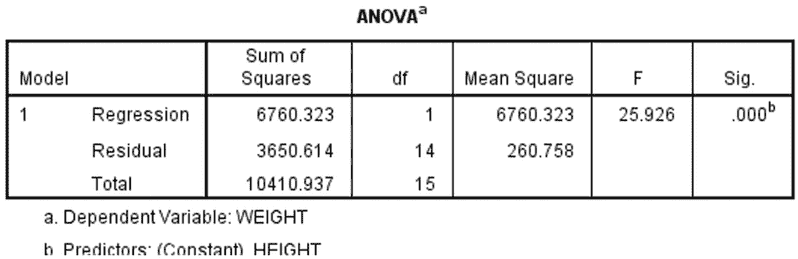 ANOVAa
Model Sum of Squares df Mean Square F Sig.
1 Regression 6760.323 1 6760.323 25.926 .000b
Residual 3650.614 14 260.758
Total 10410.937 15
a. Dependent Variable: WEIGHT
b. Predictors: (Constant), HEIGHT